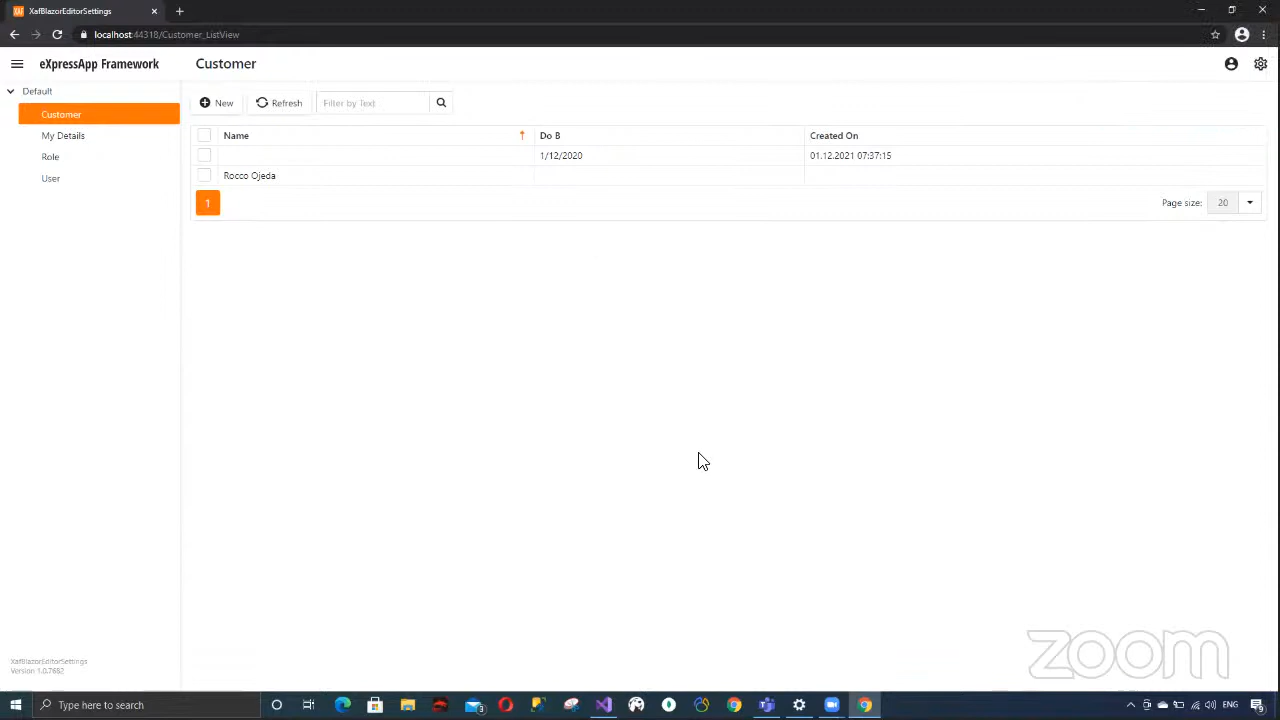 XAF XafBlazorEditorSettings
localhost:44318/Customer_ListView
eXpressApp Framework
Customer
Default
Customer
My Details
Role
User
New
Refresh
Filter by Text
Name
Do B
Created On
1/12/2020
01.12.2021 07:37:15
Rocco Ojeda
1
Page size: 20
XafBlazorEditorSettings
Version 1.0.7682
zoom
Type here to search
ENG